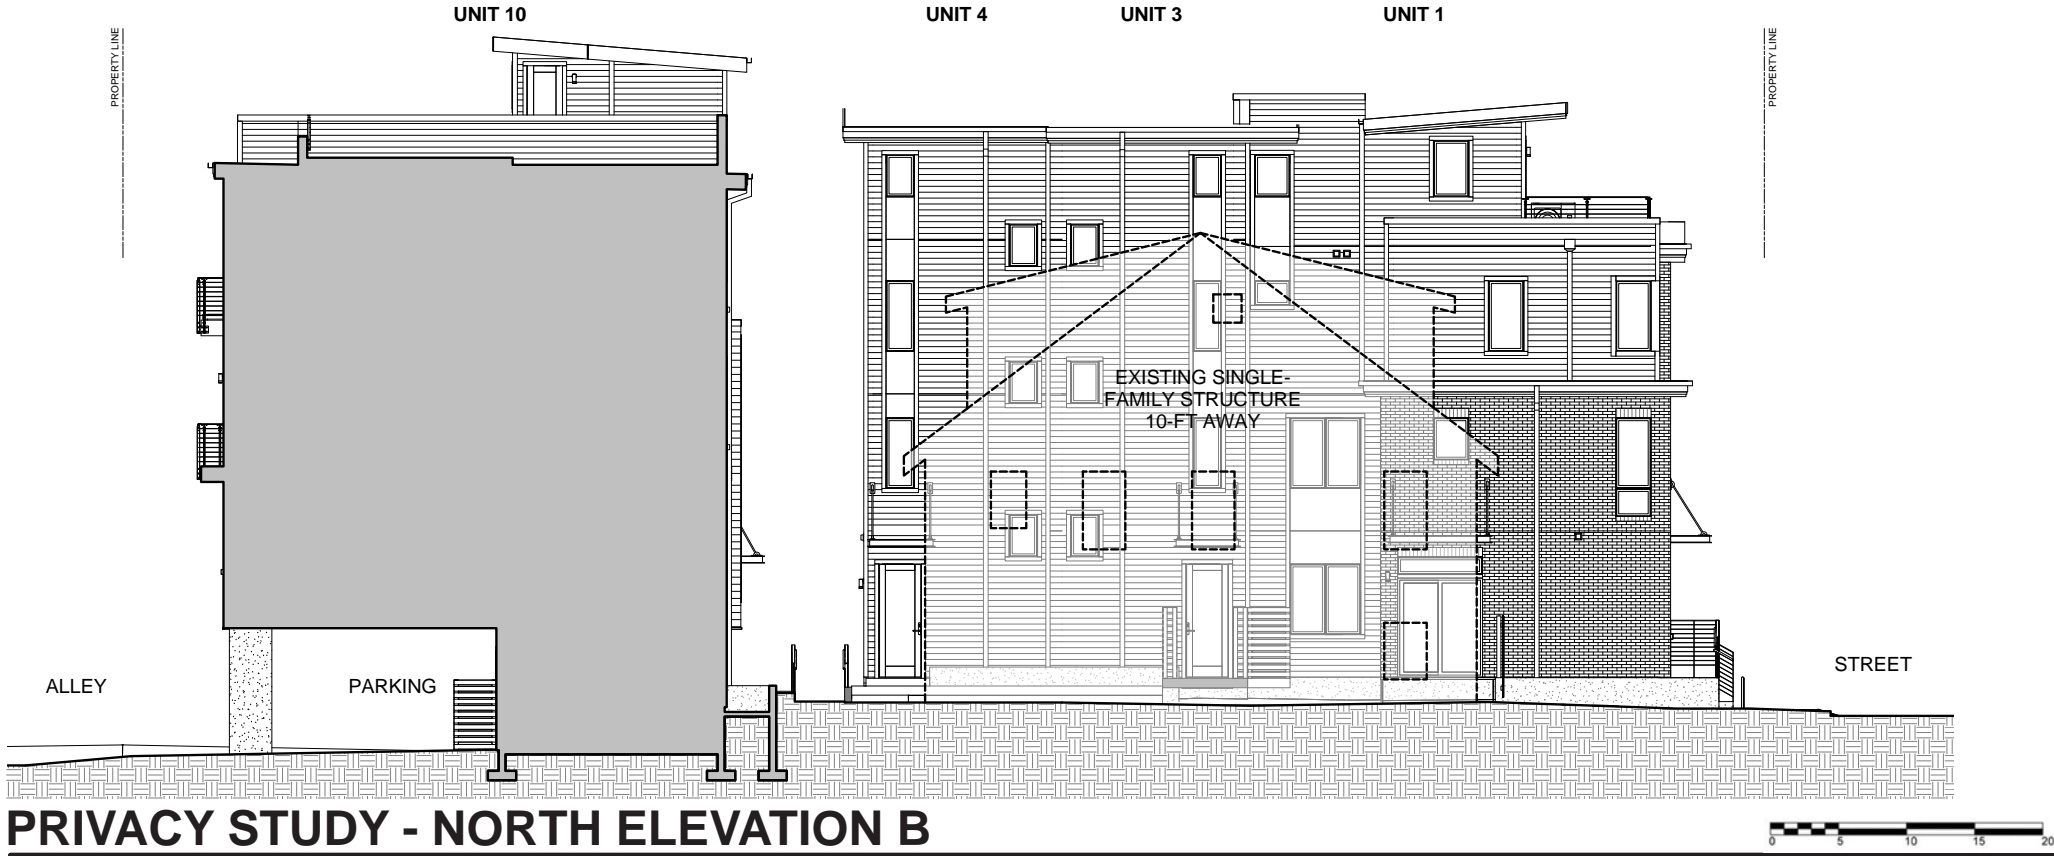 UNIT 10
UNIT 4
UNIT 3
UNIT 1
PROPERTY LINE
PROPERTY LINE
EXISTING SINGLE-
FAMILY STRUCTURE
10-FT AWAY
ALLEY
PARKING
STREET
PRIVACY STUDY - NORTH ELEVATION B
0 5 10 15 20